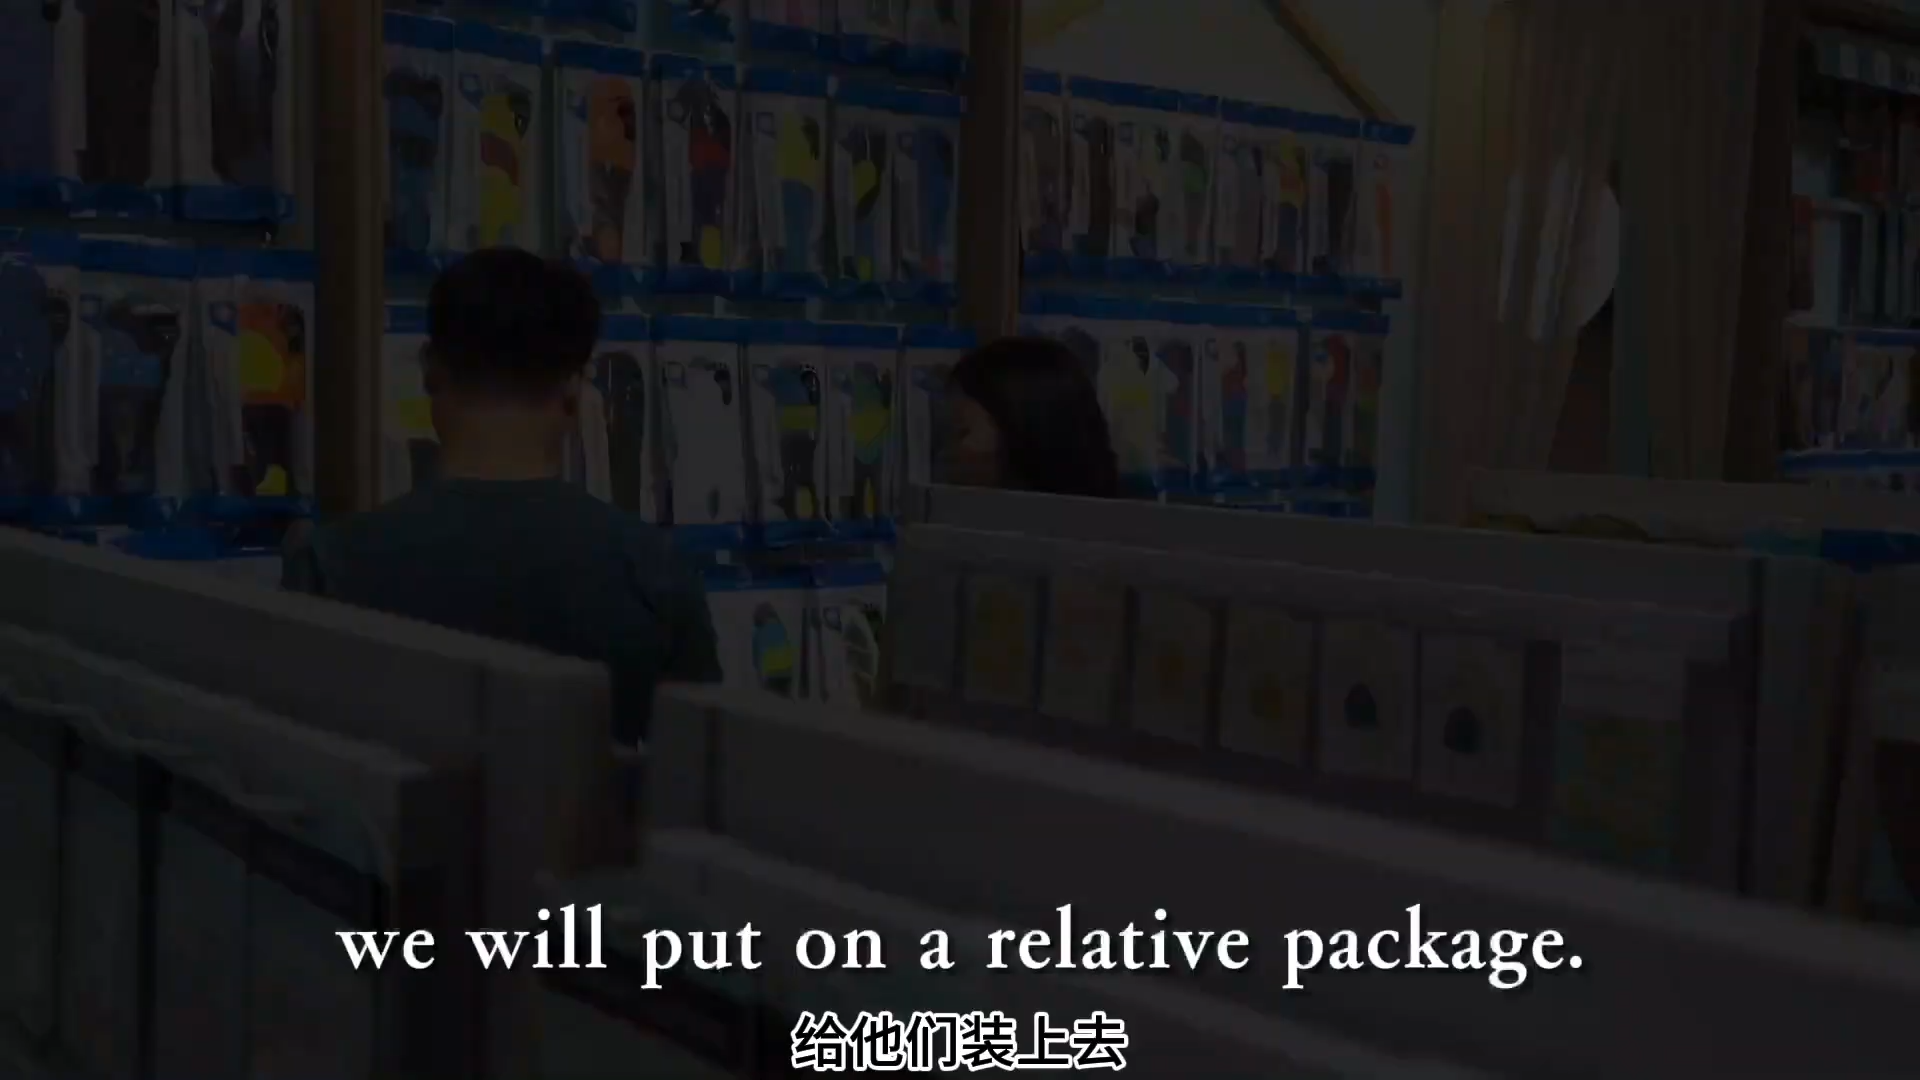 we will put on a relative package.
给他们装上去